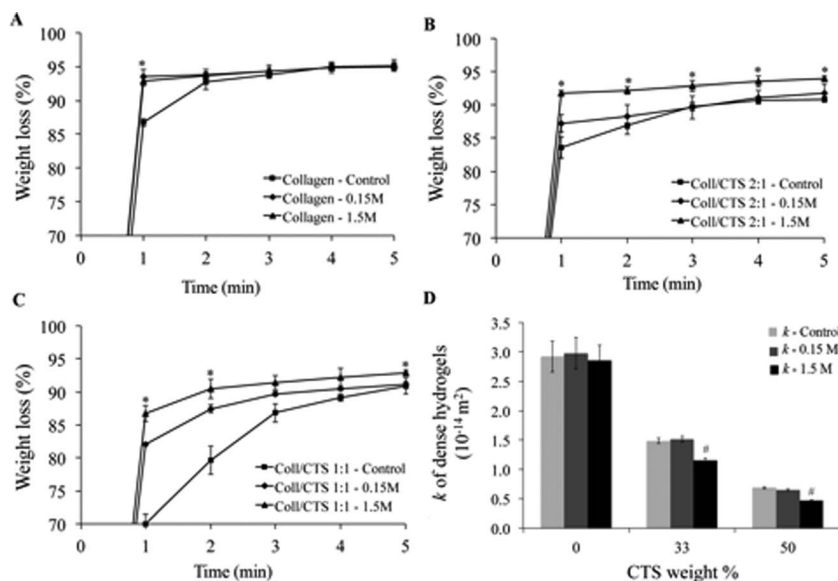 A
Weight loss (%)
100
95
90
85
80
75
70
*
Collagen - Control
Collagen - 0.15M
Collagen - 1.5M
0 1 2 3 4 5
Time (min)
B
Weight loss (%)
100
95
90
85
80
75
70
* * * * *
Coll/CTS 2:1 - Control
Coll/CTS 2:1 - 0.15M
Coll/CTS 2:1 - 1.5M
0 1 2 3 4 5
Time (min)
C
Weight loss (%)
100
95
90
85
80
75
70
* * *
Coll/CTS 1:1 - Control
Coll/CTS 1:1 - 0.15M
Coll/CTS 1:1 - 1.5M
0 1 2 3 4 5
Time (min)
D
k of dense hydrogels
(10⁻¹⁴ m²)
3.5
3.0
2.5
2.0
1.5
1.0
0.5
0.0
k - Control
k - 0.15 M
k - 1.5 M
# #
0 33 50
CTS weight %